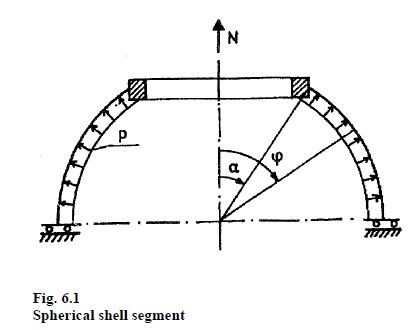 N
p
α
φ
Fig. 6.1
Spherical shell segment